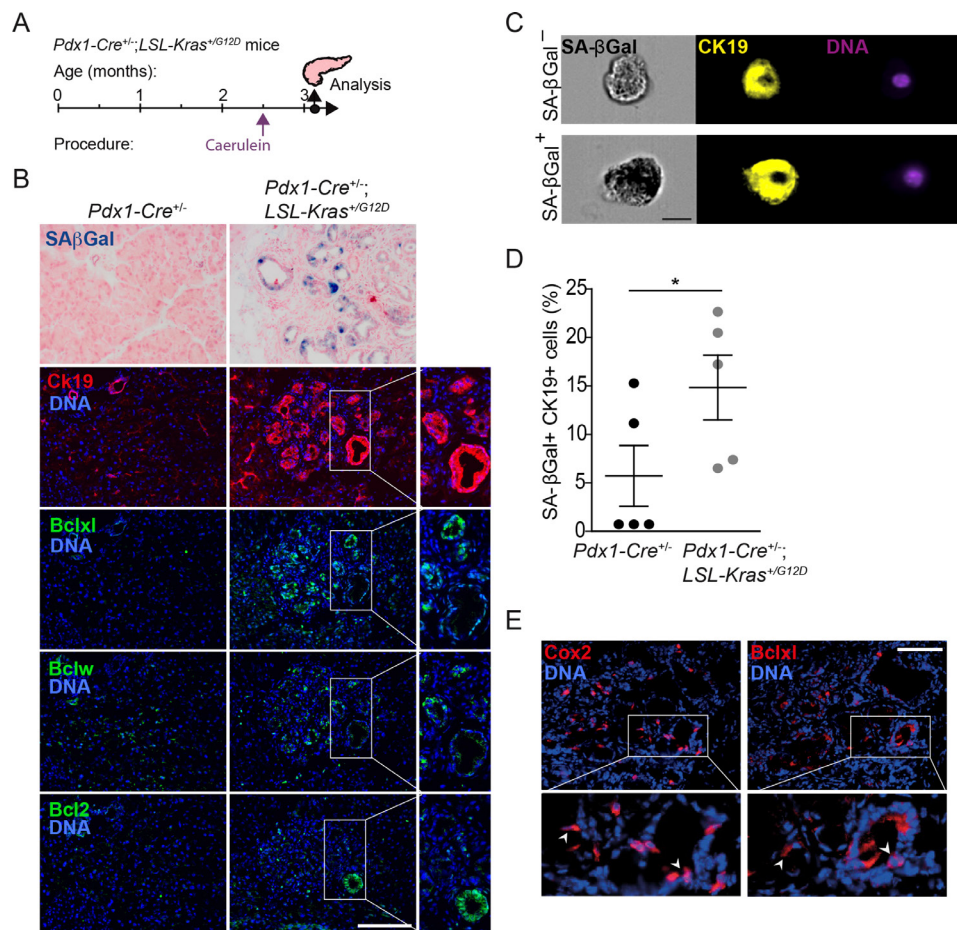 A
Pdx1-Cre+/-;LSL-Kras+/G12D mice
Age (months):
0 1 2 3
Analysis
Procedure:
Caerulein
B
Pdx1-Cre+/-
Pdx1-Cre+/-;
LSL-Kras+/G12D
SAβGal
Ck19
DNA
Bclxl
DNA
Bclw
DNA
Bcl2
DNA
C
SA-βGal CK19 DNA
SA-βGal−
SA-βGal+
D
SA-βGal+ CK19+ cells (%)
25
20
15
10
5
0
*
Pdx1-Cre+/-
Pdx1-Cre+/-;
LSL-Kras+/G12D
E
Cox2
DNA
Bclxl
DNA